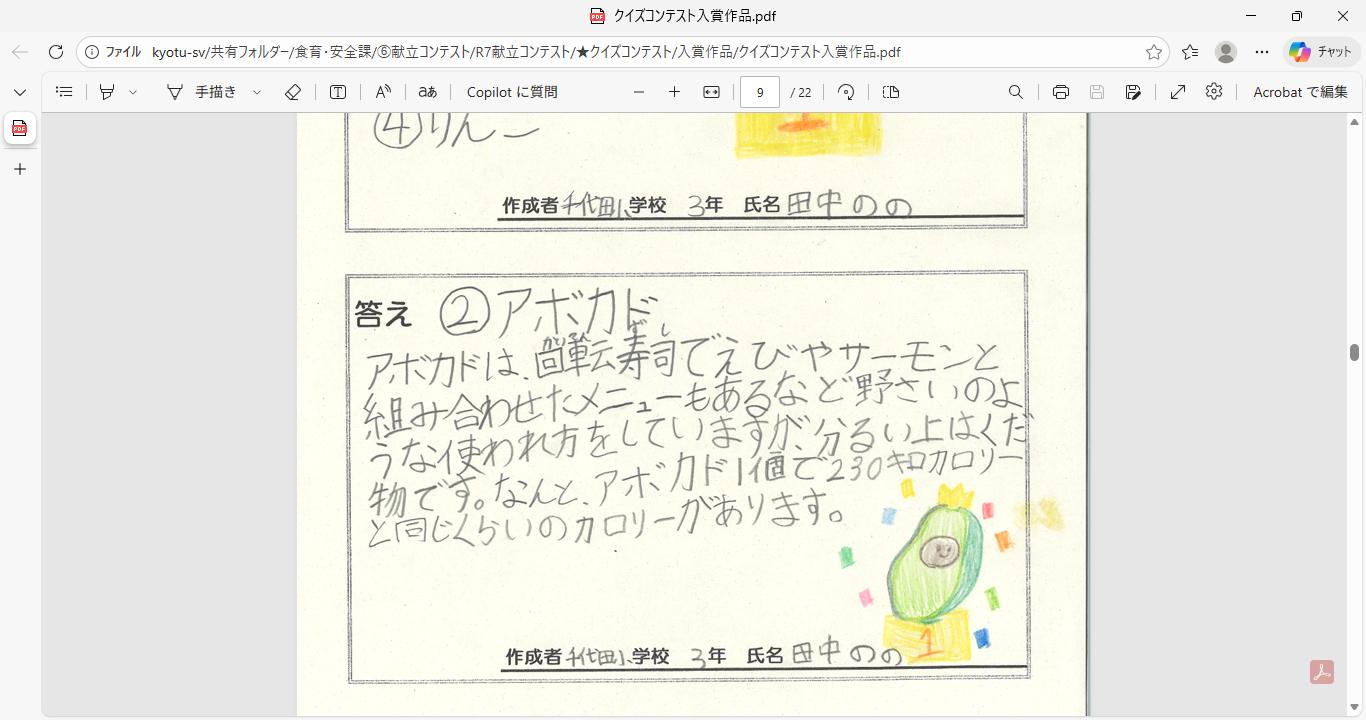 クイズコンテスト入賞作品.pdf
ファイル kyotu-sv/共有フォルダー/食育・安全課/⑥献立コンテスト/R7献立コンテスト/★クイズコンテスト/入賞作品/クイズコンテスト入賞作品.pdf
チャット
手書き
aあ
Copilot に質問
9 / 22
Acrobat で編集
④りんご
1
作成者 千代田小学校 3年 氏名 田中 のの
答え ②アボカド
アボカドは、回転寿司でえびやサーモンと
組み合わせたメニューもあるなど野さいのよ
うな使われ方をしていますが、分るい上はくだ
物です。なんと、アボカド1個で230キロカロリー
と同じくらいのカロリーがあります。
1
作成者 千代田小学校 3年 氏名 田中 のの